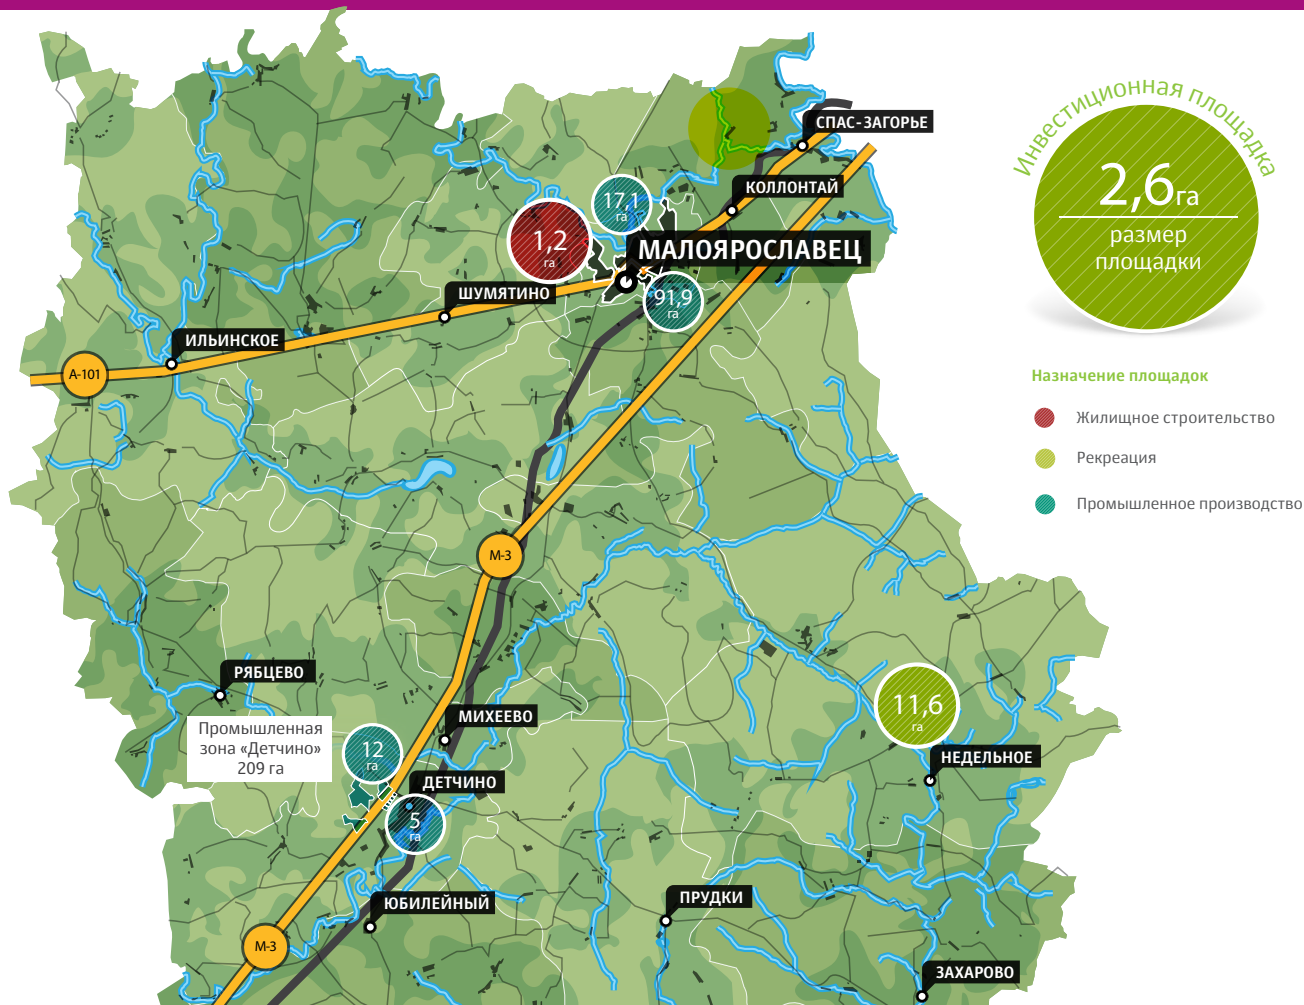 Инвестиционная площадка
2,6га
размер
площадки
Назначение площадок
Жилищное строительство
Рекреация
Промышленное производство
СПАС-ЗАГОРЬЕ
КОЛЛОНТАЙ
17,1
га
1,2
га
МАЛОЯРОСЛАВЕЦ
91,9
га
ШУМЯТИНО
ИЛЬИНСКОЕ
А-101
М-3
РЯБЦЕВО
11,6
га
МИХЕЕВО
Промышленная
зона «Детчино»
209 га
12
га
НЕДЕЛЬНОЕ
ДЕТЧИНО
5
га
ЮБИЛЕЙНЫЙ
ПРУДКИ
М-3
ЗАХАРОВО